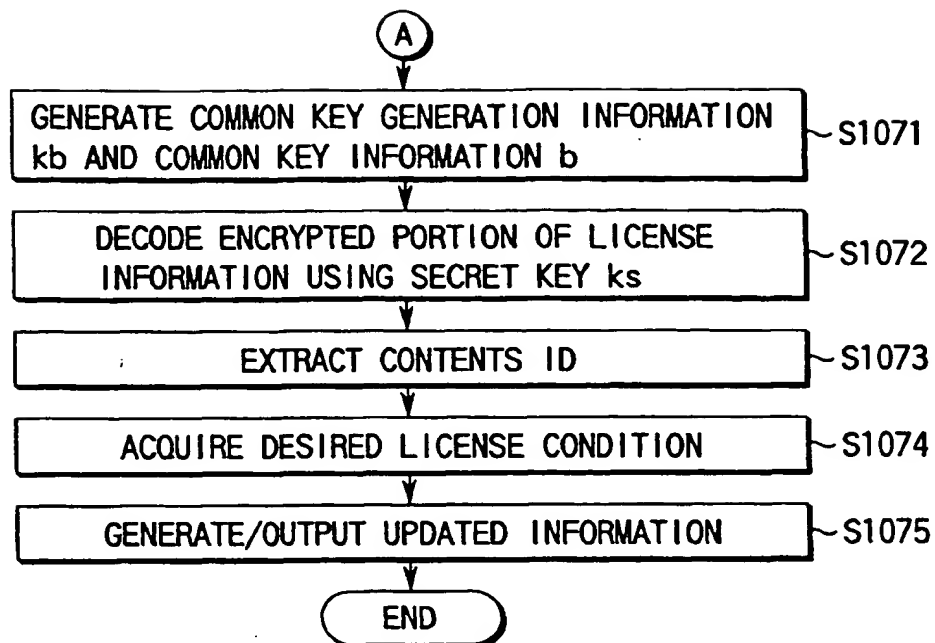 A
GENERATE COMMON KEY GENERATION INFORMATION
kb AND COMMON KEY INFORMATION b
S1071
DECODE ENCRYPTED PORTION OF LICENSE
INFORMATION USING SECRET KEY ks
S1072
EXTRACT CONTENTS ID
S1073
ACQUIRE DESIRED LICENSE CONDITION
S1074
GENERATE/OUTPUT UPDATED INFORMATION
S1075
END